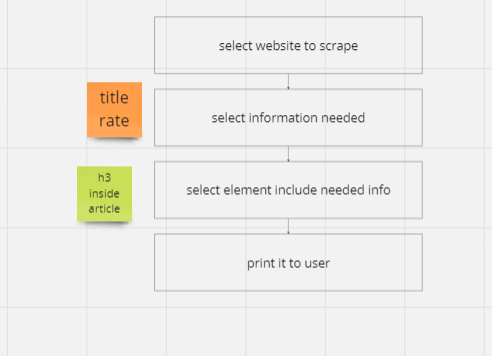 select website to scrape
title
rate
select information needed
h3
inside
article
select element include needed info
print it to user